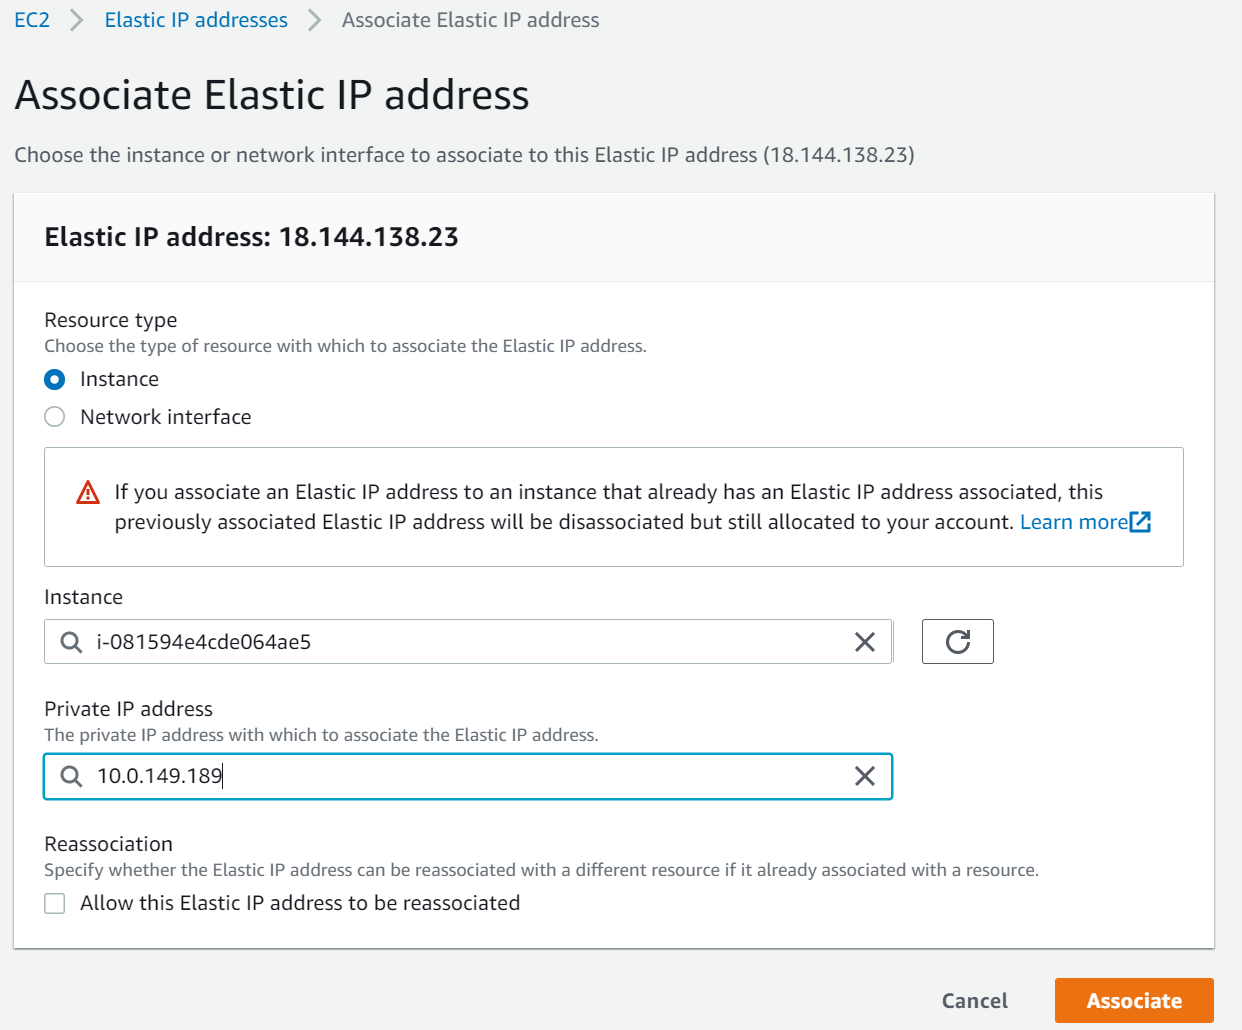 EC2 Elastic IP addresses Associate Elastic IP address
Associate Elastic IP address
Choose the instance or network interface to associate to this Elastic IP address (18.144.138.23)
Elastic IP address: 18.144.138.23
Resource type
Choose the type of resource with which to associate the Elastic IP address.
Instance
Network interface
If you associate an Elastic IP address to an instance that already has an Elastic IP address associated, this
previously associated Elastic IP address will be disassociated but still allocated to your account. Learn more
Instance
i-081594e4cde064ae5
Private IP address
The private IP address with which to associate the Elastic IP address.
10.0.149.189
Reassociation
Specify whether the Elastic IP address can be reassociated with a different resource if it already associated with a resource.
Allow this Elastic IP address to be reassociated
Cancel Associate